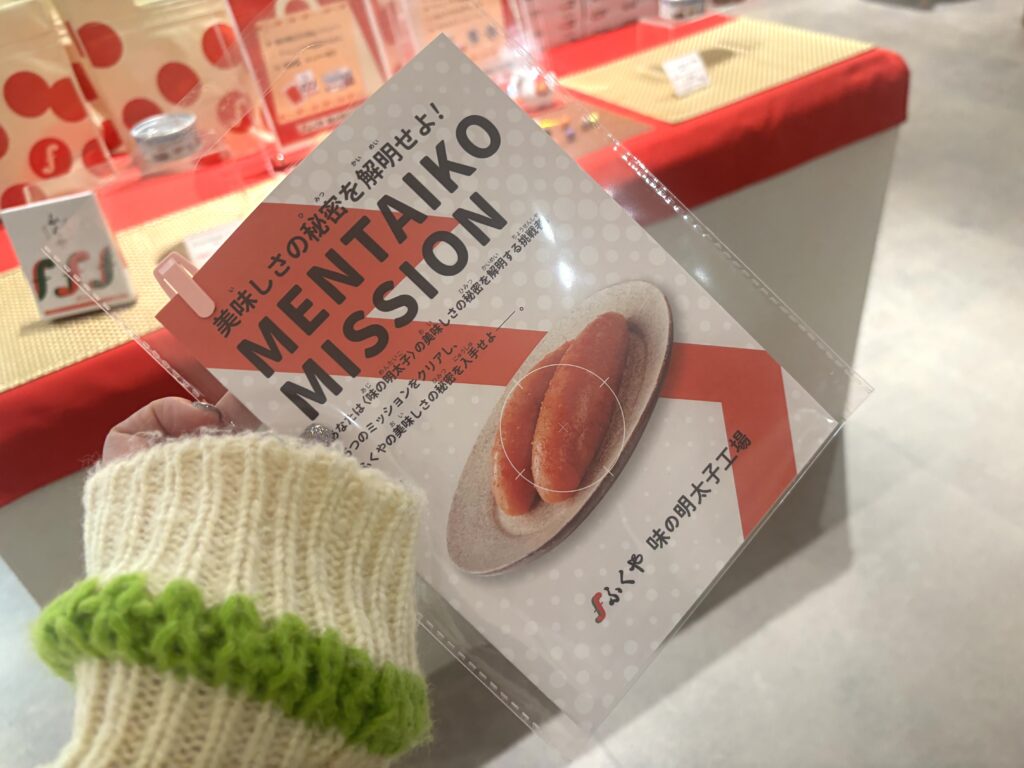 美味しさの秘密を解明せよ!
MENTAIKO
MISSION
なたは〈味の明太子〉の美味しさの秘密を解明する挑戦者
つのミッションをクリアし、
ふくやの美味しさの秘密を入手せよ──。
ふくや 味の明太子工場